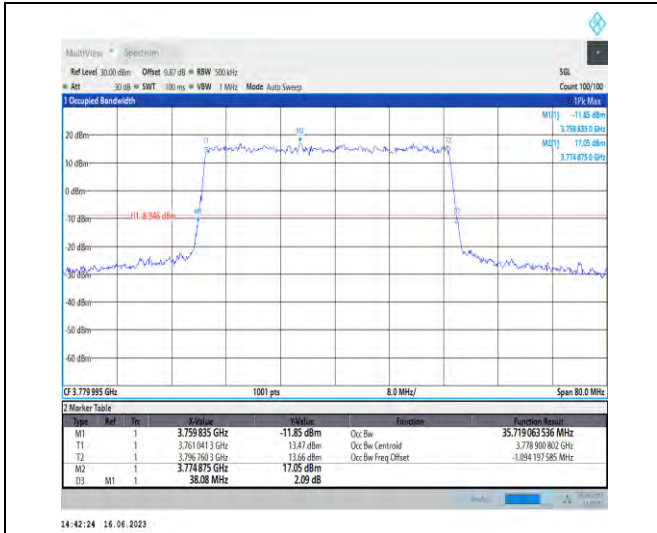 MultiView Spectrum
Ref Level 30.00 dBm Offset 0.87 dB RBW 500 kHz SGL
Att 30 dB SWT 100 ms VBW 1 MHz Mode Auto Sweep Count 100/100
1 Occupied Bandwidth 1Pk Max
M1[1] -11.85 dBm
3.759 835 0 GHz
M2[1] 17.05 dBm
3.774 875 0 GHz
20 dBm
T1 M2 T2
10 dBm
0 dBm
-10 dBm H1 -8.946 dBm
-20 dBm
-30 dBm
-40 dBm
-50 dBm
-60 dBm
CF 3.779 995 GHz 1001 pts 8.0 MHz/ Span 80.0 MHz
2 Marker Table
Type Ref Trc X-Value Y-Value Function Function Result
M1 1 3.759 835 GHz -11.85 dBm Occ Bw 35.719 063 536 MHz
T1 1 3.761 041 3 GHz 13.47 dBm Occ Bw Centroid 3.778 900 802 GHz
T2 1 3.796 760 3 GHz 13.66 dBm Occ Bw Freq Offset -1.094 197 585 MHz
M2 1 3.774 875 GHz 17.05 dBm
D3 M1 1 38.08 MHz 2.09 dB
14:42:24 16.06.2023